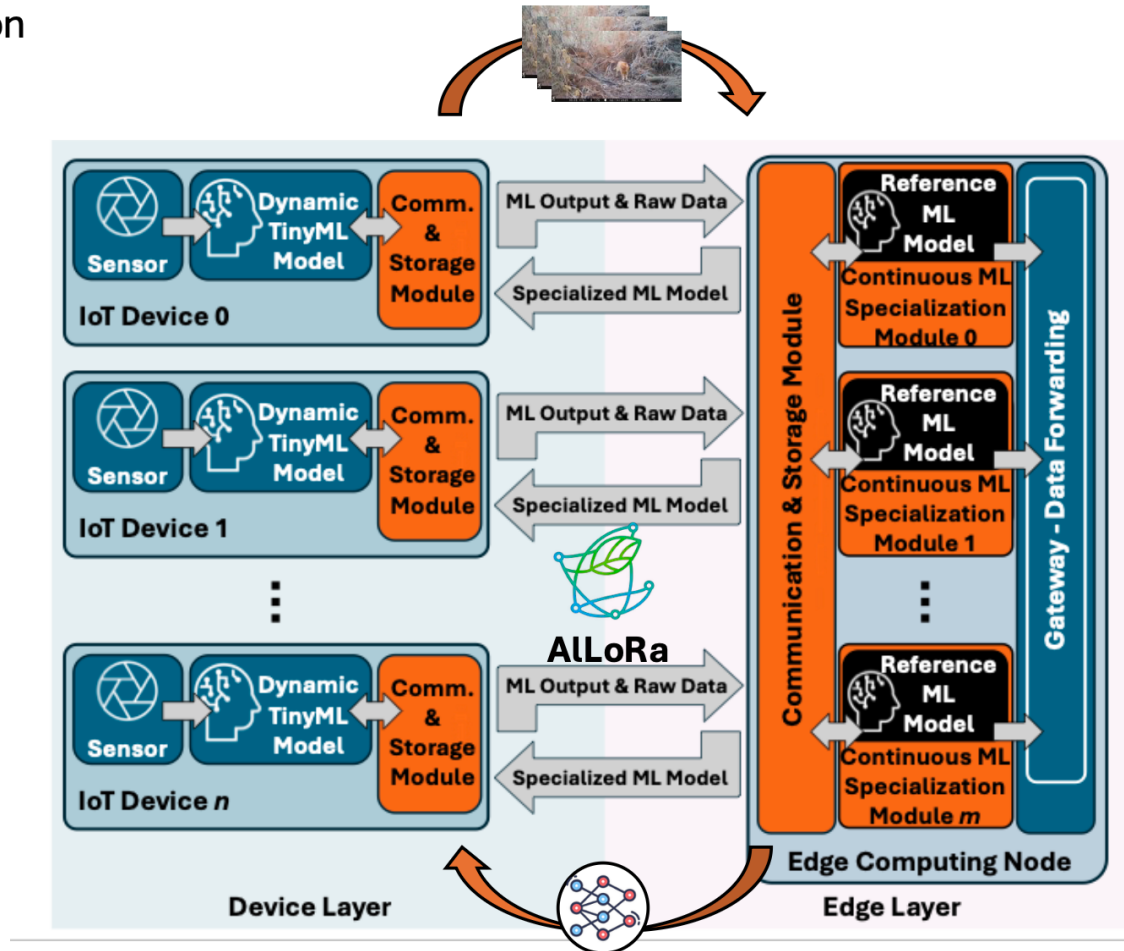 on
Sensor
Dynamic
TinyML
Model
Comm.
&
Storage
Module
IoT Device 0
ML Output & Raw Data
Specialized ML Model
Sensor
Dynamic
TinyML
Model
Comm.
&
Storage
Module
IoT Device 1
ML Output & Raw Data
Specialized ML Model
AlLoRa
Sensor
Dynamic
TinyML
Model
Comm.
&
Storage
Module
IoT Device n
ML Output & Raw Data
Specialized ML Model
Device Layer
Communication & Storage Module
Reference
ML
Model
Continuous ML
Specialization
Module 0
Reference
ML
Model
Continuous ML
Specialization
Module 1
Reference
ML
Model
Continuous ML
Specialization
Module m
Gateway - Data Forwarding
Edge Computing Node
Edge Layer